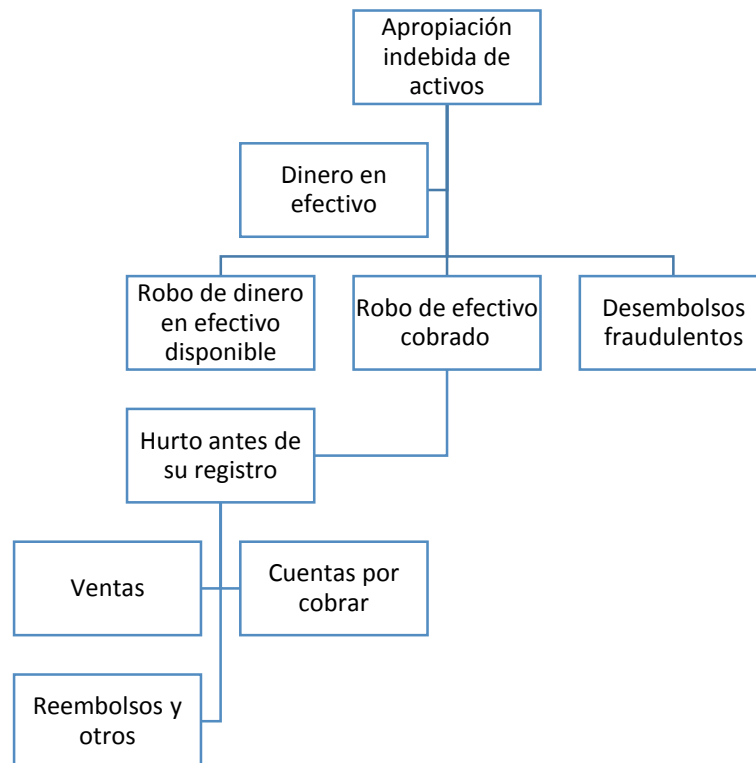 Apropiación
indebida de
activos
Dinero en
efectivo
Robo de dinero
en efectivo
disponible
Robo de efectivo
cobrado
Desembolsos
fraudulentos
Hurto antes de
su registro
Ventas
Cuentas por
cobrar
Reembolsos y
otros